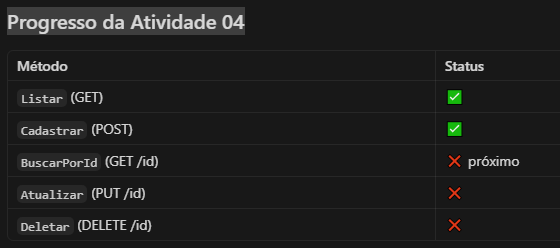 Progresso da Atividade 04
Método Status
Listar (GET) ✅
Cadastrar (POST) ✅
BuscarPorId (GET /id) ❌ próximo
Atualizar (PUT /id) ❌
Deletar (DELETE /id) ❌